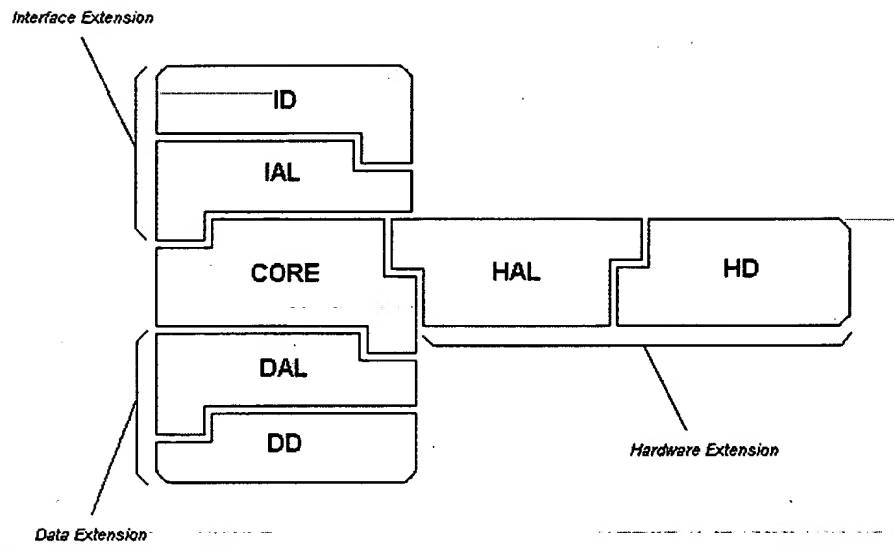 Interface Extension
ID
IAL
CORE
HAL
HD
DAL
DD
Hardware Extension
Data Extension